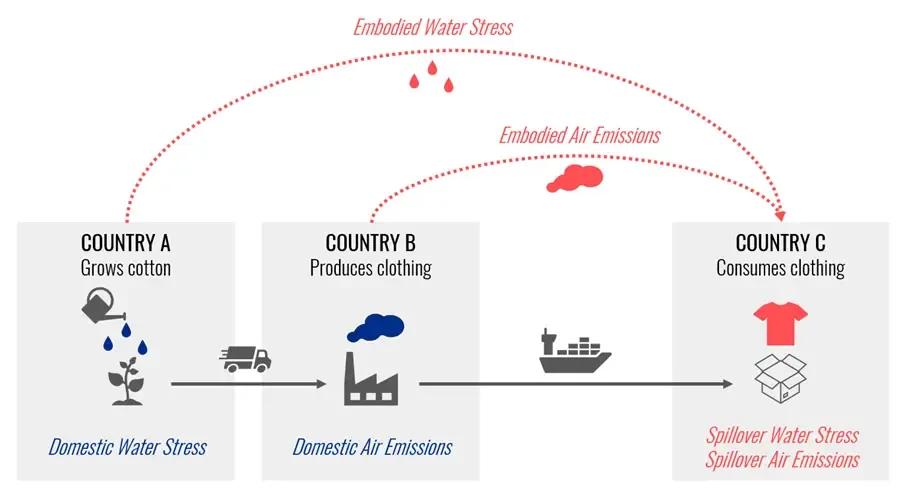 Embodied Water Stress
Embodied Air Emissions
COUNTRY A
Grows cotton
COUNTRY B
Produces clothing
COUNTRY C
Consumes clothing
Domestic Water Stress
Domestic Air Emissions
Spillover Water Stress
Spillover Air Emissions